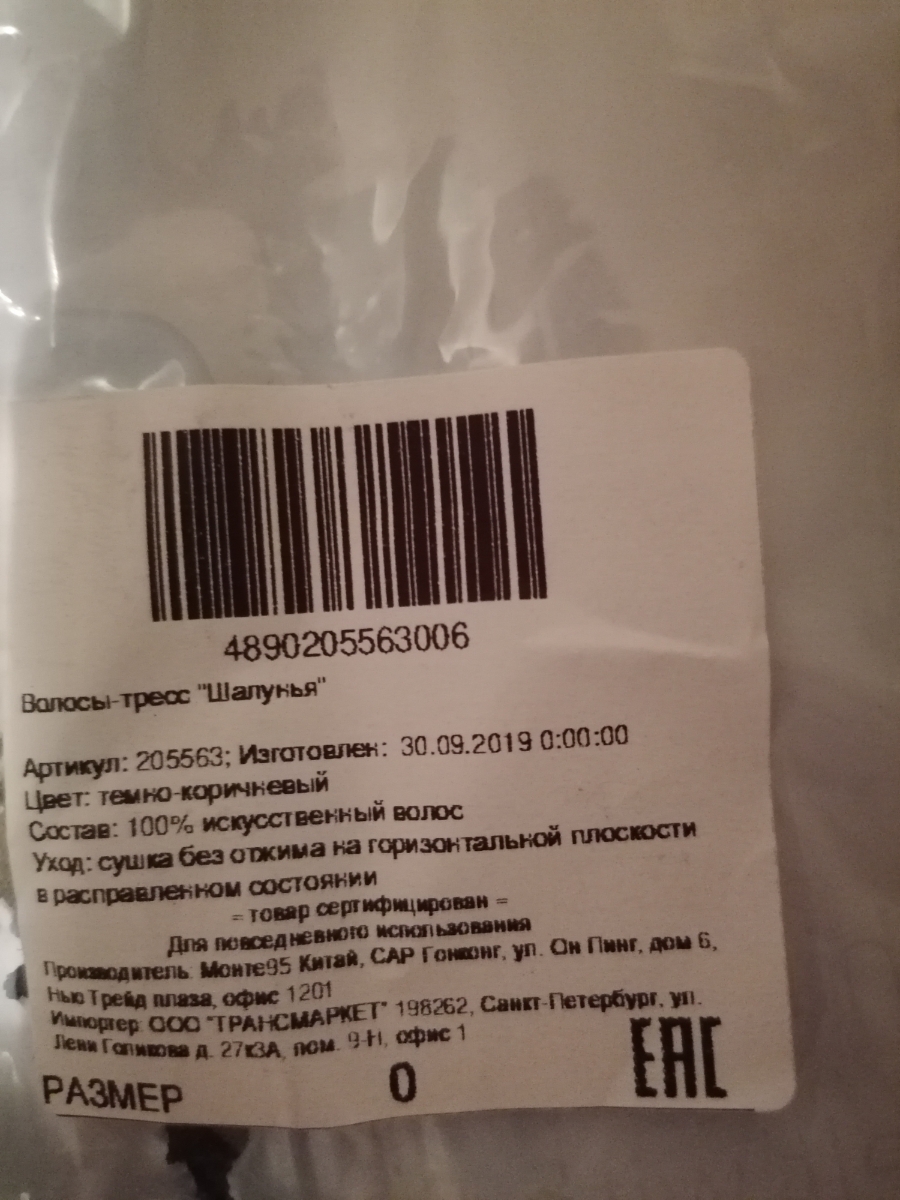 4890205563006
Волосы-тресс "Шалунья"
Артикул: 205563; Изготовлен: 30.09.2019 0:00:00
Цвет: темно-коричневый
Состав: 100% искусственный волос
Уход: сушка без отжима на горизонтальной плоскости
в расправленном состоянии
= товар сертифицирован =
Для повседневного использования
Производитель: Монте95 Китай, САР Гонконг, ул. Он Пинг, дом 6,
Нью Трейд плаза, офис 1201
Импортер: ООО "ТРАНСМАРКЕТ" 198262, Санкт-Петербург, ул.
Лени Голикова д. 27к3А, пом. 9-Н, офис 1
РАЗМЕР 0 EAC